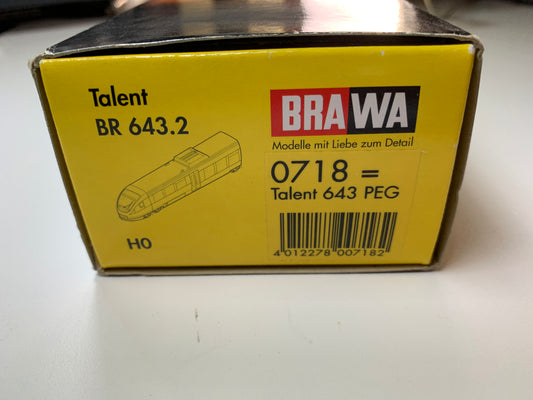 Talent
BR 643.2
H0
BRAWA
Modelle mit Liebe zum Detail
0718 =
Talent 643 PEG
4 012278 007182